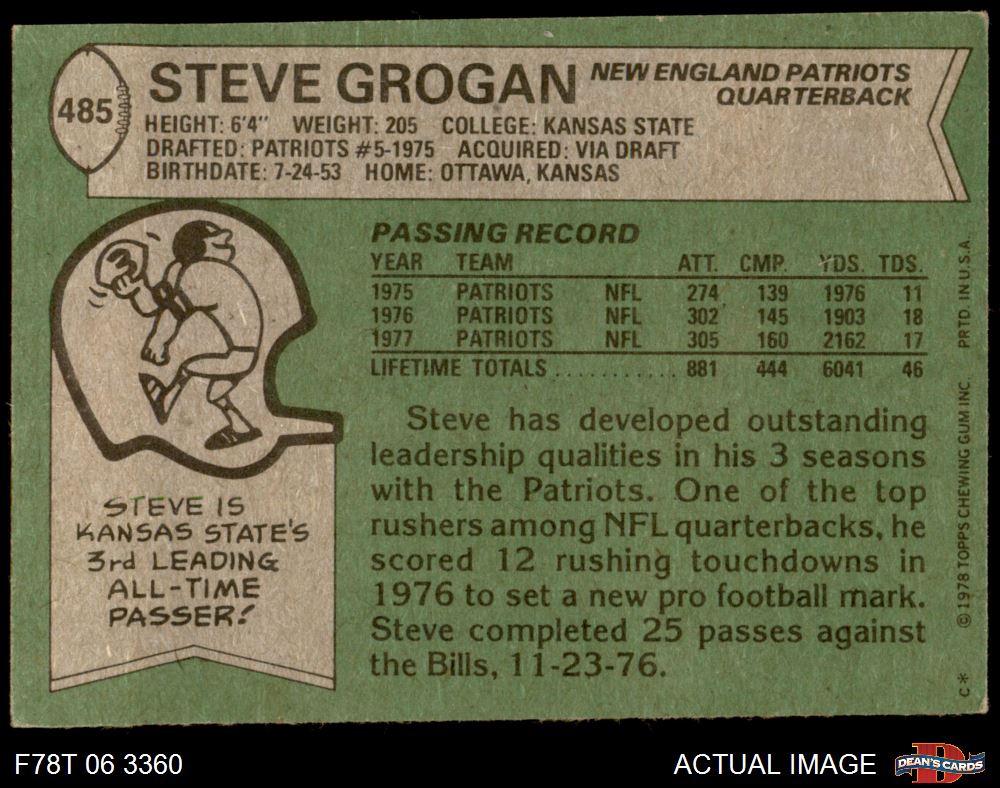 485
STEVE GROGAN
NEW ENGLAND PATRIOTS
QUARTERBACK
HEIGHT: 6'4" WEIGHT: 205 COLLEGE: KANSAS STATE
DRAFTED: PATRIOTS #5-1975 ACQUIRED: VIA DRAFT
BIRTHDATE: 7-24-53 HOME: OTTAWA, KANSAS
3
STEVE IS
KANSAS STATE'S
3rd LEADING
ALL-TIME
PASSER!
PASSING RECORD
YEAR TEAM ATT. CMP. YDS. TDS.
1975 PATRIOTS NFL 274 139 1976 11
1976 PATRIOTS NFL 302 145 1903 18
1977 PATRIOTS NFL 305 160 2162 17
LIFETIME TOTALS . . . . . . . . . . . 881 444 6041 46
Steve has developed outstanding
leadership qualities in his 3 seasons
with the Patriots. One of the top
rushers among NFL quarterbacks, he
scored 12 rushing touchdowns in
1976 to set a new pro football mark.
Steve completed 25 passes against
the Bills, 11-23-76.
C* © 1978 TOPPS CHEWING GUM INC. PRTD. IN U.S.A.
F78T 06 3360
ACTUAL IMAGE
DEAN'S CARDS